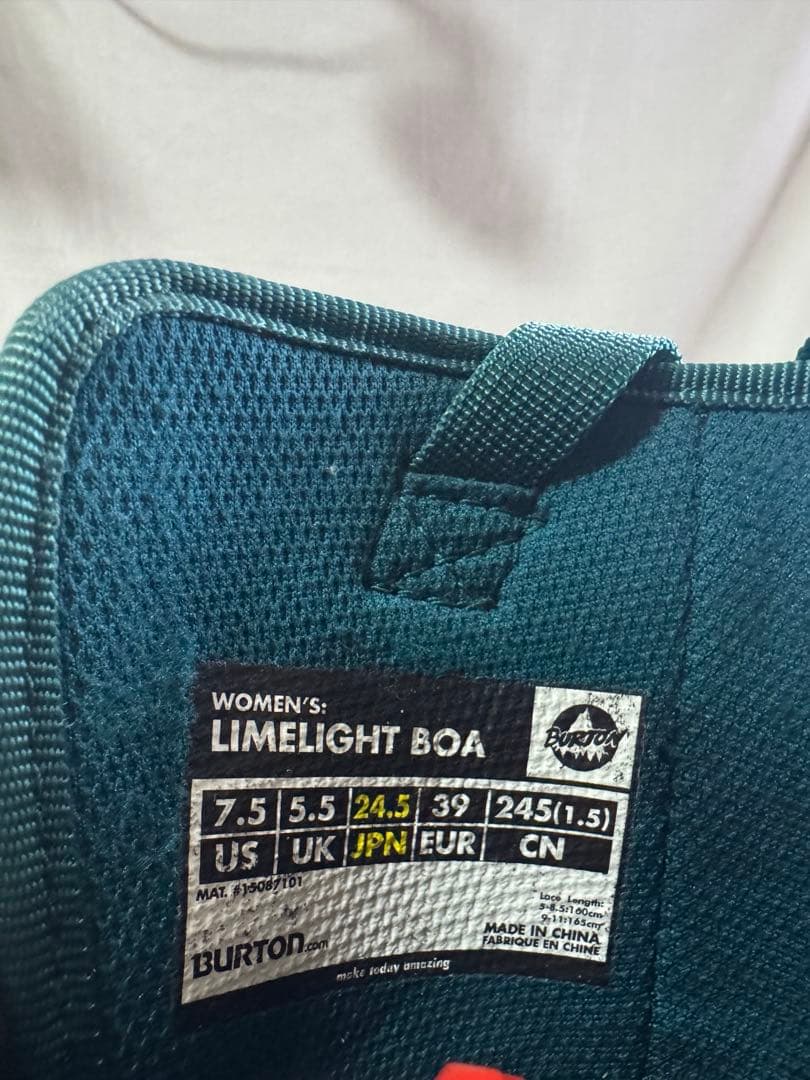 WOMEN'S:
LIMELIGHT BOA
BURTON
7.5 5.5 24.5 39 245(1.5)
US UK JPN EUR CN
MAT. #15087101
Lace Length:
5-8.5:160cm
9-11:165cm
MADE IN CHINA
FABRIQUE EN CHINE
BURTON.com
make today amazing